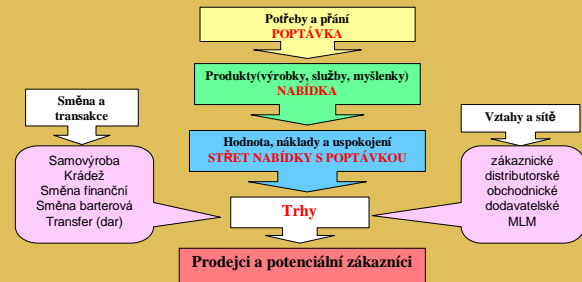 Potřeby a přání
POPTÁVKA
Produkty(výrobky, služby, myšlenky)
NABÍDKA
Směna a
transakce
Vztahy a sítě
Hodnota, náklady a uspokojení
STŘET NABÍDKY S POPTÁVKOU
Samovýroba
Krádež
Směna finanční
Směna barterová
Transfer (dar)
zákaznické
distributorské
obchodnické
dodavatelské
MLM
Trhy
Prodejci a potenciální zákazníci